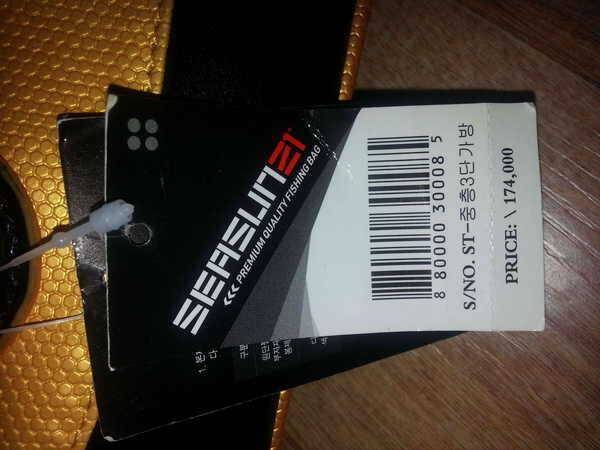 SEASUN21
<<< PREMIUM QUALITY FISHING BAG
8 80000 30008 5
S/NO. ST-중층3단가방
PRICE: \ 174,000